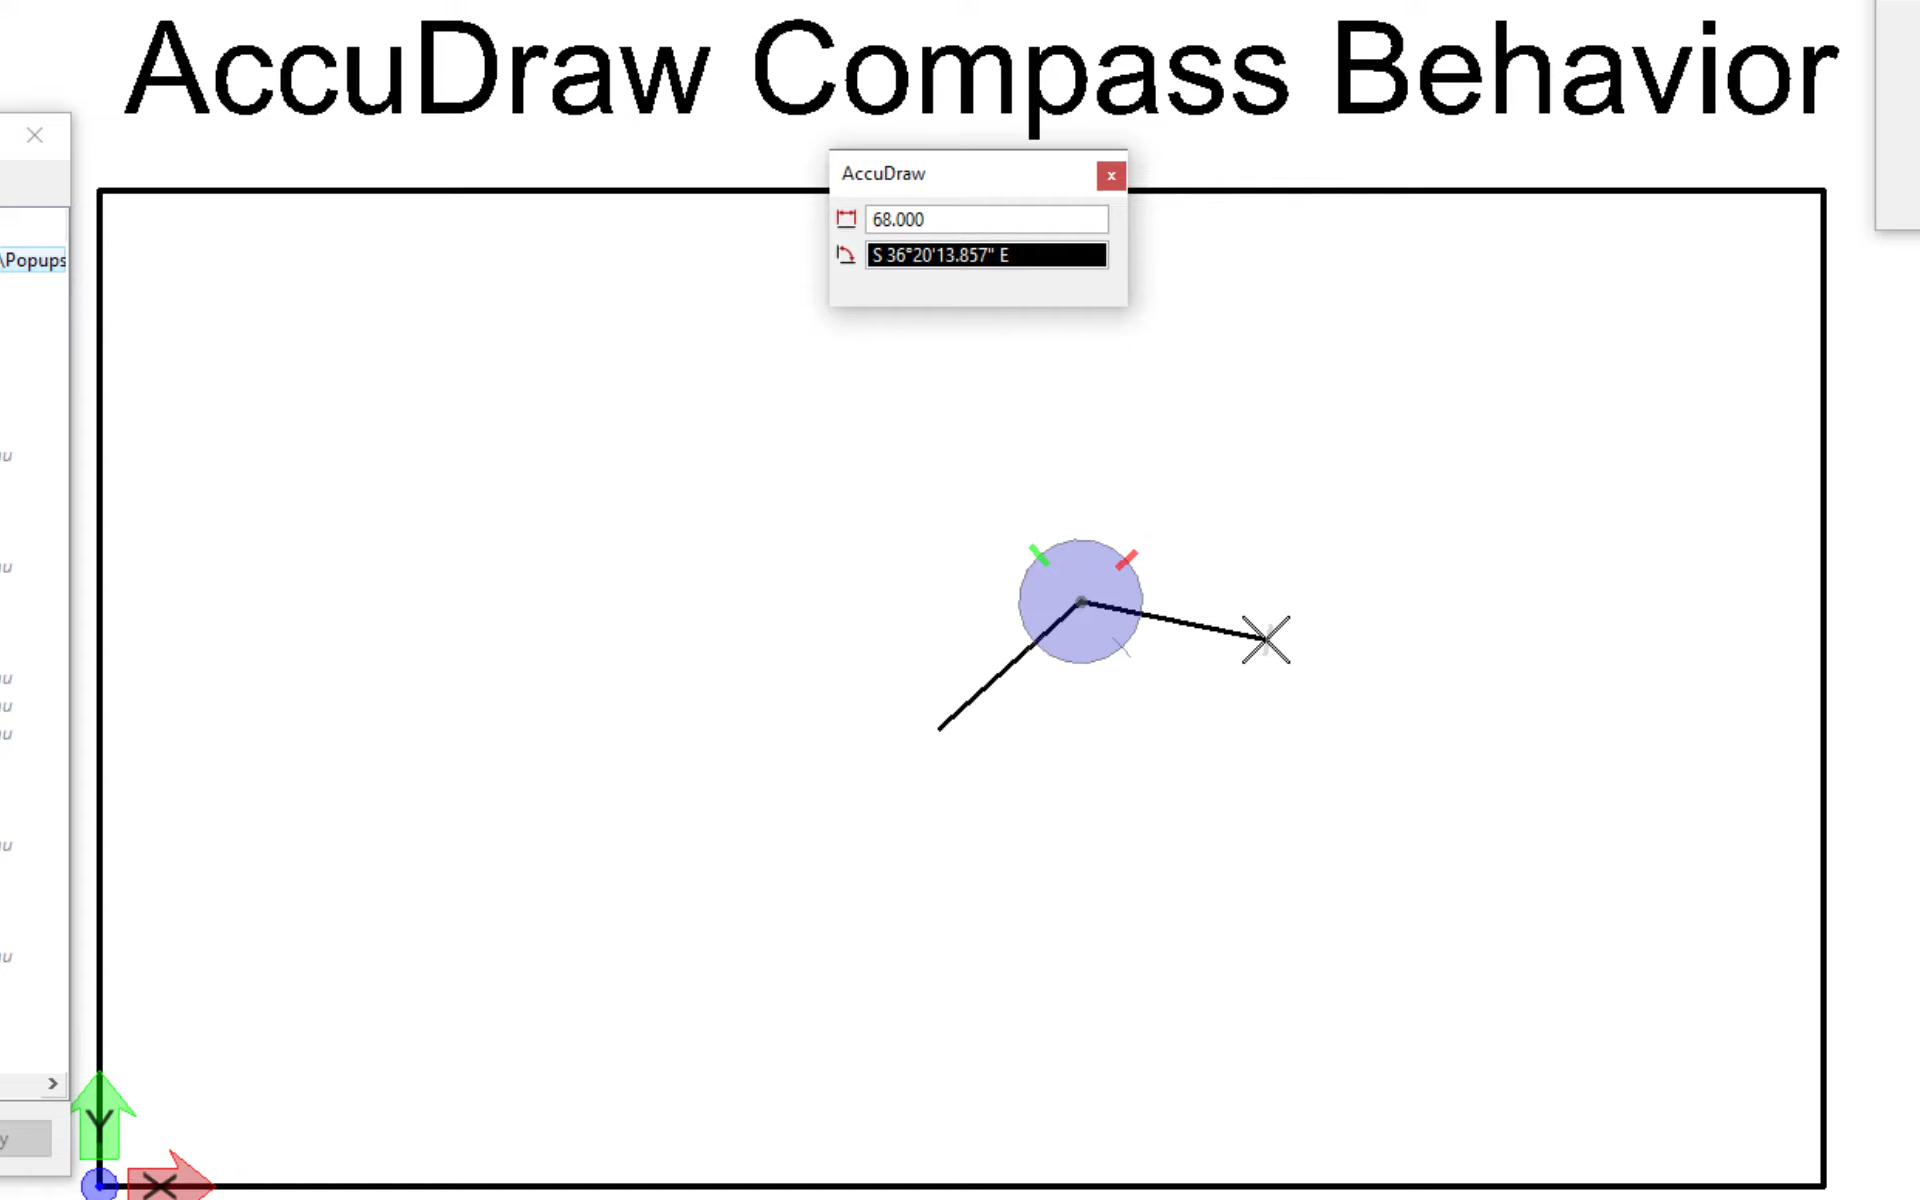 AccuDraw Compass Behavior
AccuDraw
x
68.000
S 36°20'13.857" E
\Popups
u
u
u
u
u
u
u
y
Y
X